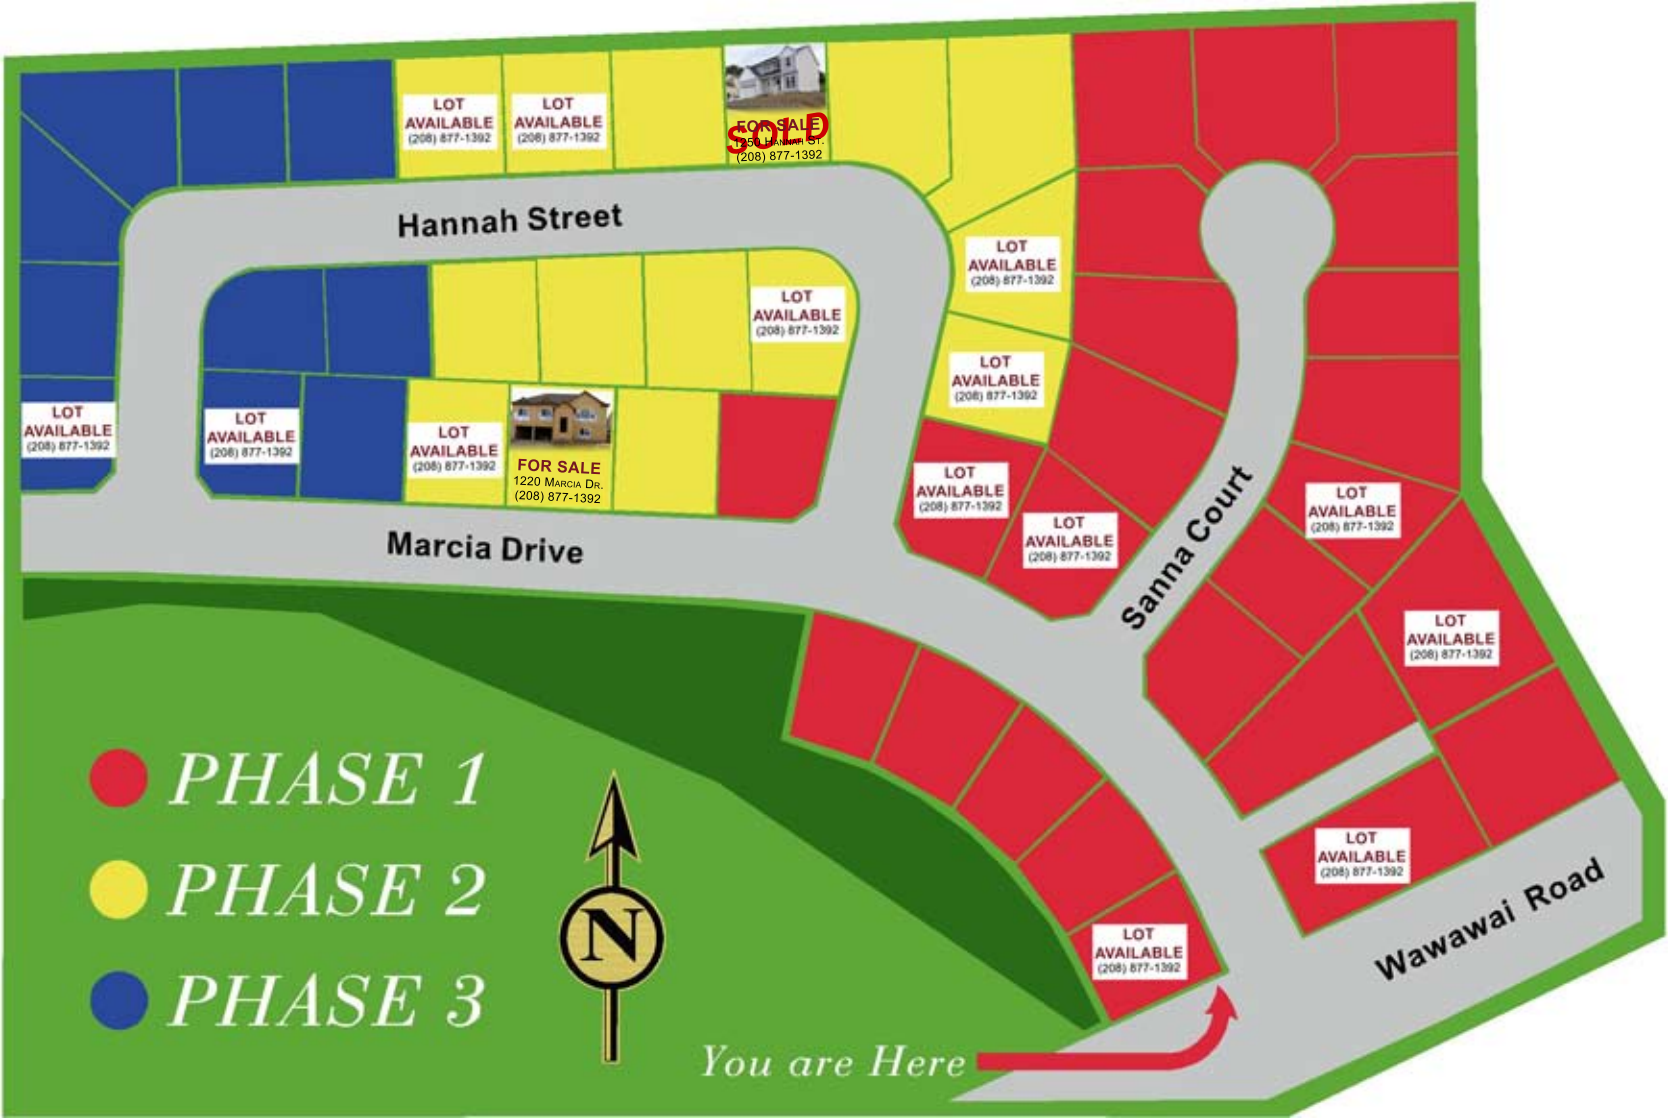 LOT
AVAILABLE
(208) 877-1392
LOT
AVAILABLE
(208) 877-1392
FOR SALE
SOLD
1250 HANNAH ST.
(208) 877-1392
Hannah Street
LOT
AVAILABLE
(208) 877-1392
LOT
AVAILABLE
(208) 877-1392
LOT
AVAILABLE
(208) 877-1392
LOT
AVAILABLE
(208) 877-1392
LOT
AVAILABLE
(208) 877-1392
LOT
AVAILABLE
(208) 877-1392
FOR SALE
1220 MARCIA DR.
(208) 877-1392
LOT
AVAILABLE
(208) 877-1392
LOT
AVAILABLE
(208) 877-1392
LOT
AVAILABLE
(208) 877-1392
Marcia Drive
Sanna Court
LOT
AVAILABLE
(208) 877-1392
LOT
AVAILABLE
(208) 877-1392
Wawawai Road
LOT
AVAILABLE
(208) 877-1392
PHASE 1
PHASE 2
PHASE 3
N
You are Here